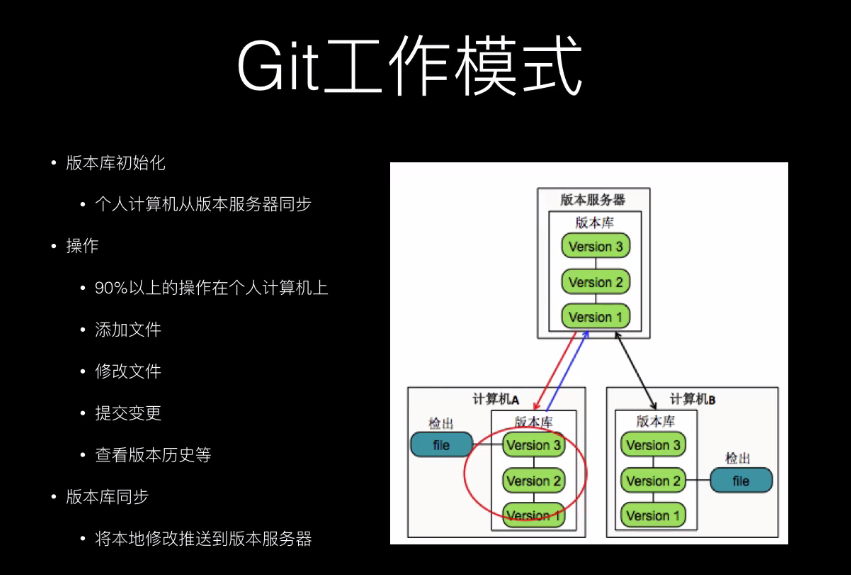 Git工作模式
版本库初始化
个人计算机从版本服务器同步
操作
90%以上的操作在个人计算机上
添加文件
修改文件
提交变更
查看版本历史等
版本库同步
将本地修改推送到版本服务器
版本服务器
版本库
Version 3
Version 2
Version 1
计算机A
检出
file
版本库
Version 3
Version 2
Version 1
计算机B
版本库
Version 3
Version 2
Version 1
检出
file